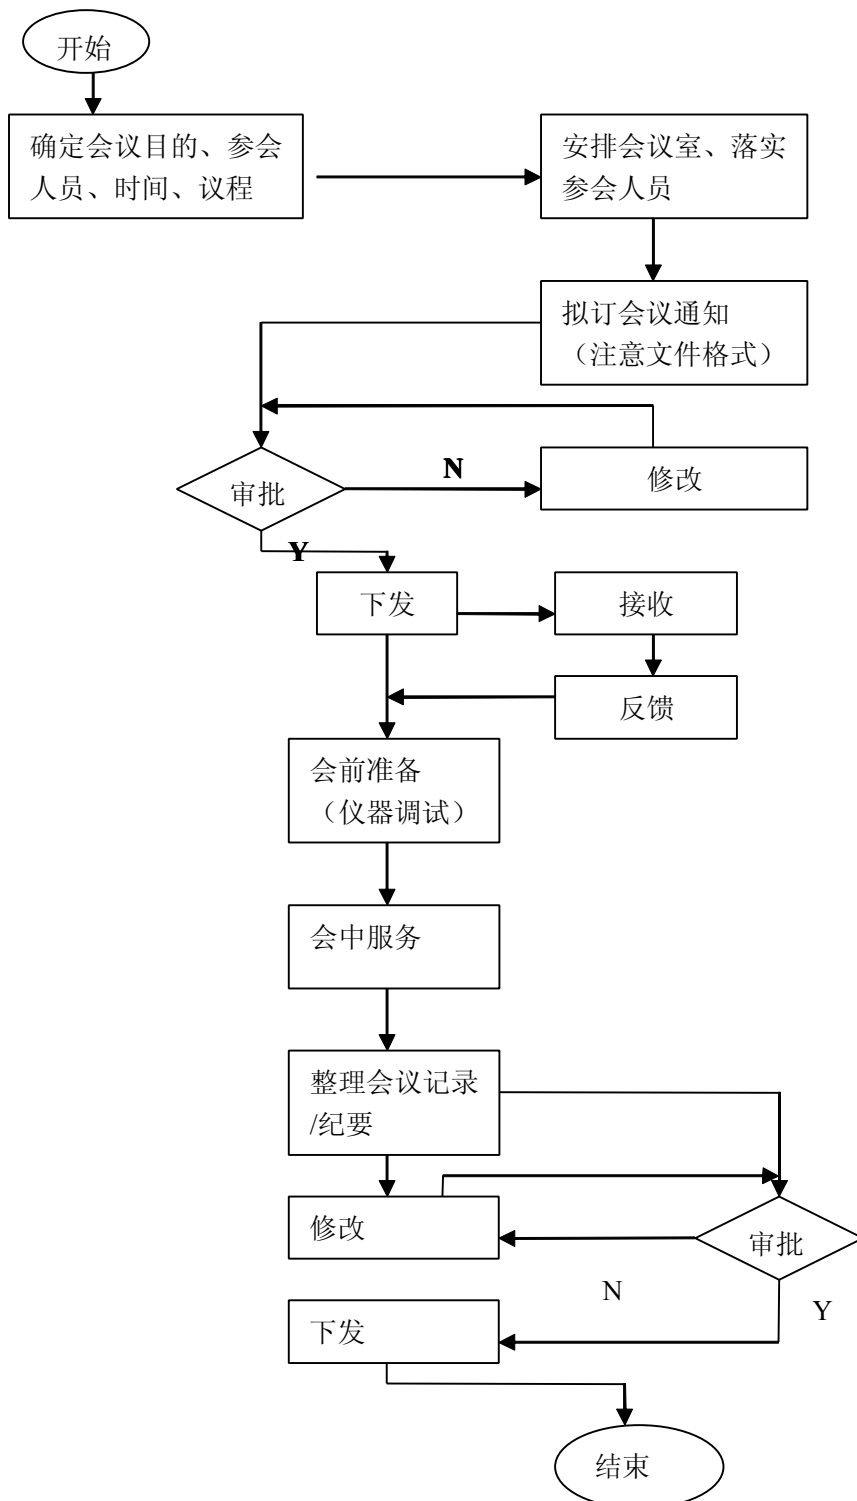 开始
确定会议目的、参会
人员、时间、议程
安排会议室、落实
参会人员
拟订会议通知
（注意文件格式）
审批
N
修改
Y
下发
接收
反馈
会前准备
（仪器调试）
会中服务
整理会议记录
/纪要
修改
审批
N
Y
下发
结束